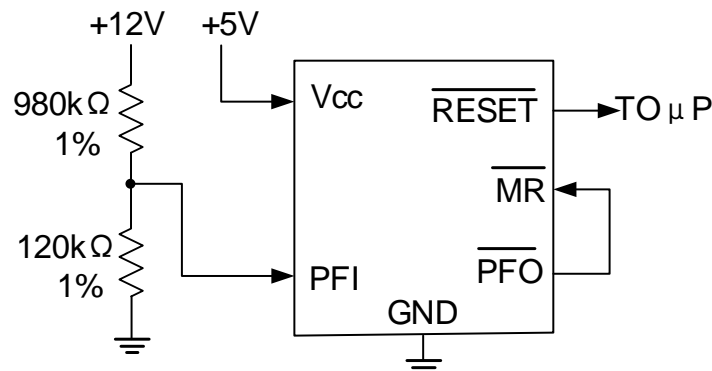 +12V +5V
980kΩ
1%
Vcc
RESET
TO μP
MR
120kΩ
1%
PFI
PFO
GND